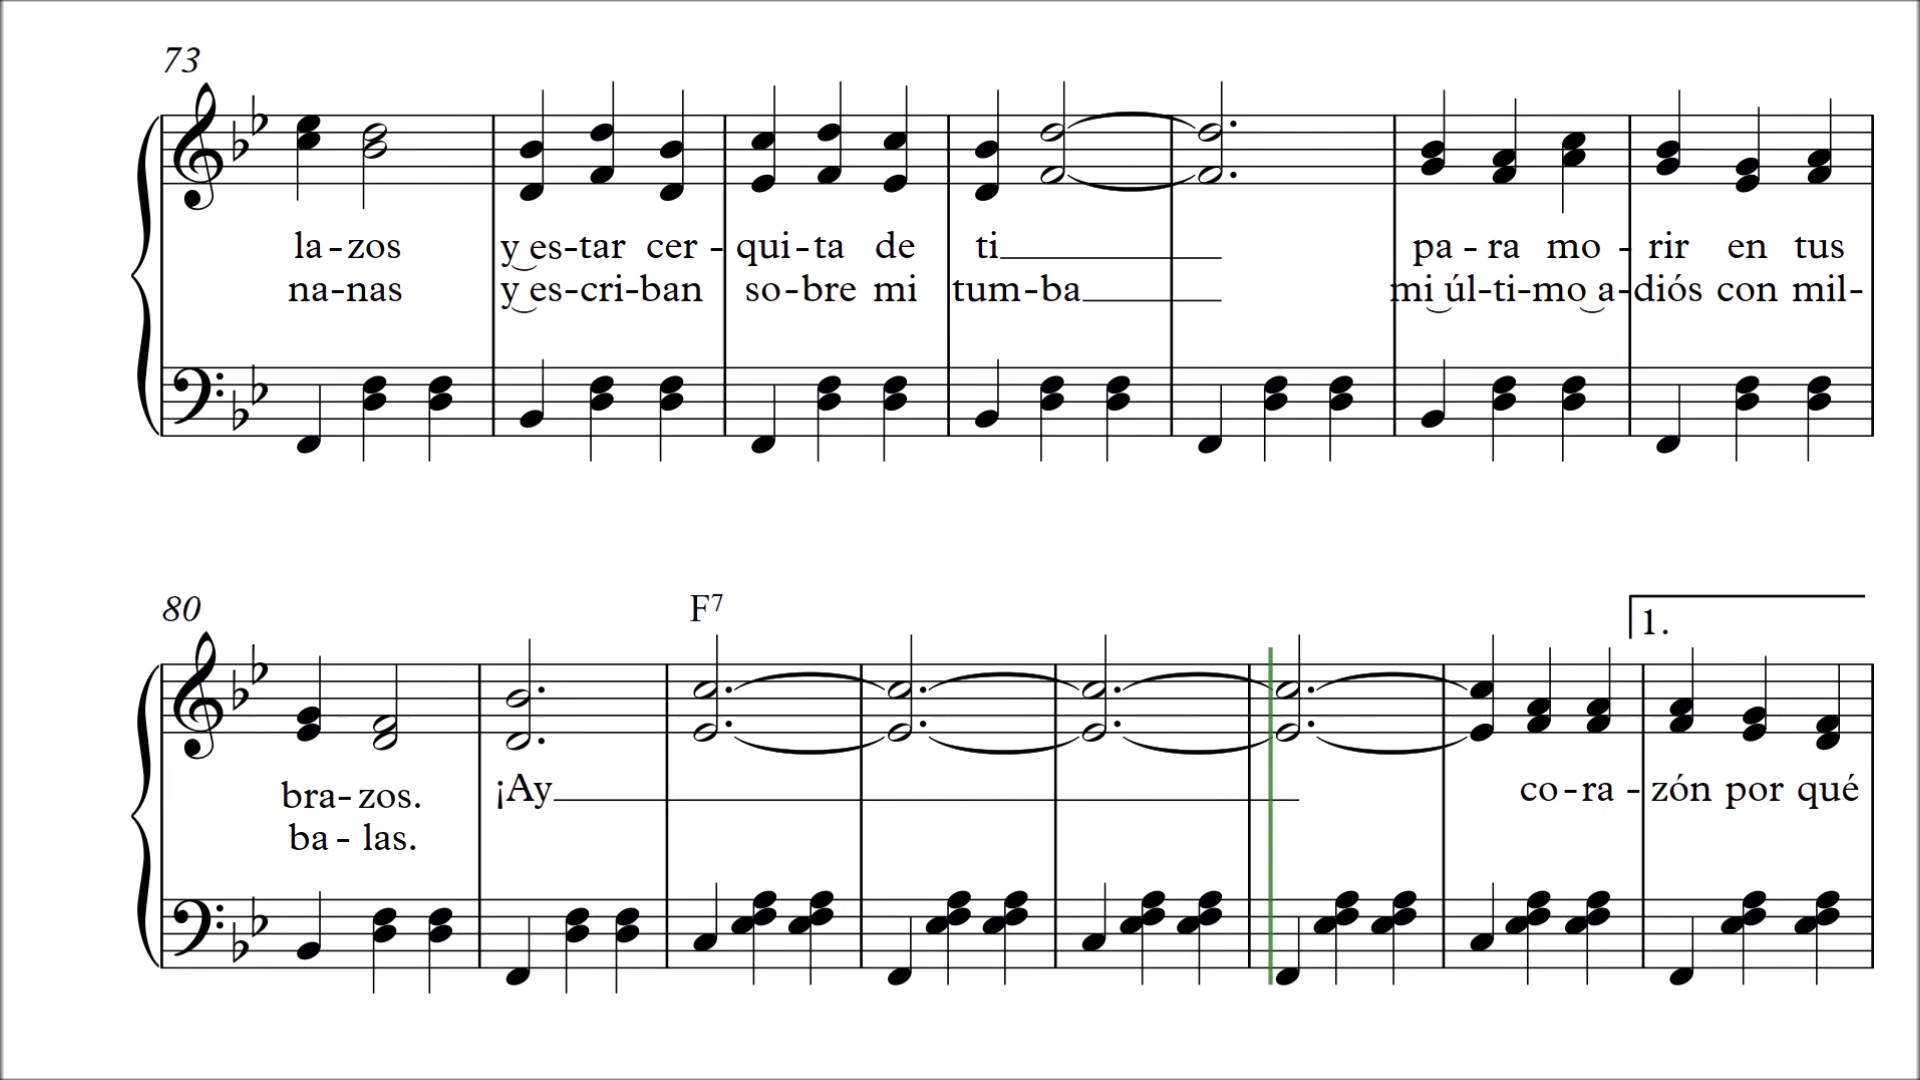 73
la-zos y es-tar cer-qui-ta de ti para mo-rir en tus
na-nas y es-cri-ban so-bre mi tum-ba mi úl-ti-mo a-diós con mil-
80
F7
1.
bra-zos. ¡Ay co-ra-zón por qué
ba-las.